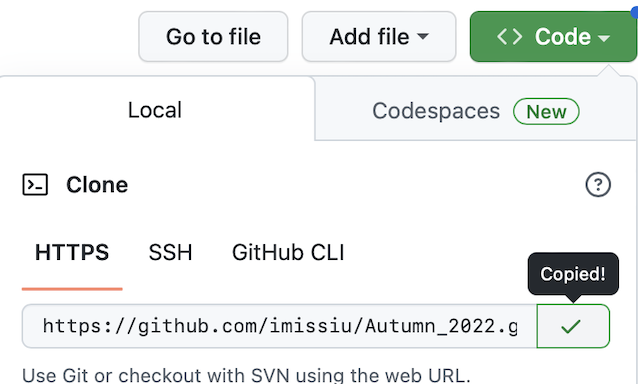 Go to file Add file <> Code
Local Codespaces New
Clone
HTTPS SSH GitHub CLI
Copied!
https://github.com/imissiu/Autumn_2022.g
Use Git or checkout with SVN using the web URL.